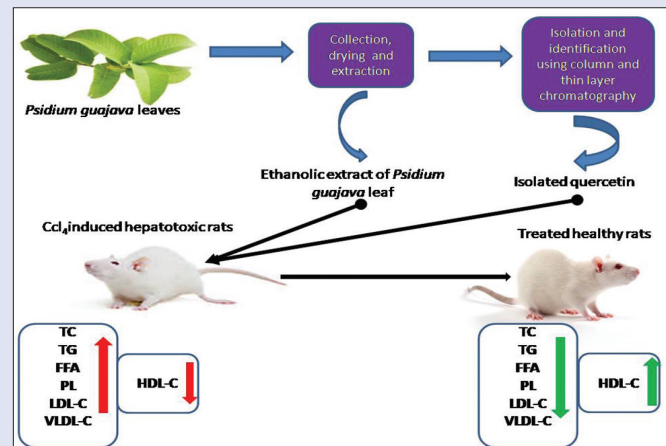 Psidium guajava leaves
Collection,
drying and
extraction
Isolation and
identification
using column and
thin layer
chromatography
Ethanolic extract of Psidium
guajava leaf
Isolated quercetin
Ccl4 induced hepatotoxic rats
Treated healthy rats
TC
TG
FFA
PL
LDL-C
VLDL-C
HDL-C
TC
TG
FFA
PL
LDL-C
VLDL-C
HDL-C